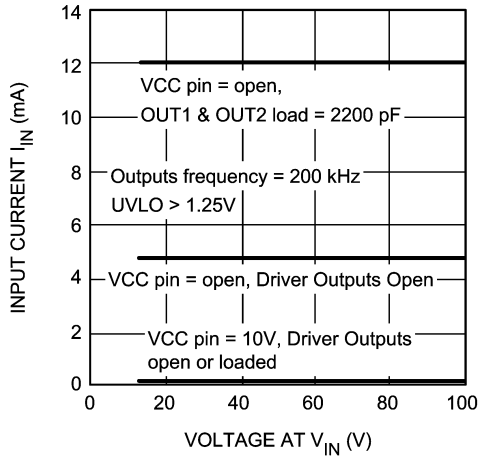 14
12
10
8
6
4
2
0
INPUT CURRENT IIN (mA)
VCC pin = open,
OUT1 & OUT2 load = 2200 pF
Outputs frequency = 200 kHz
UVLO > 1.25V
VCC pin = open, Driver Outputs Open
VCC pin = 10V, Driver Outputs
open or loaded
0 20 40 60 80 100
VOLTAGE AT VIN (V)